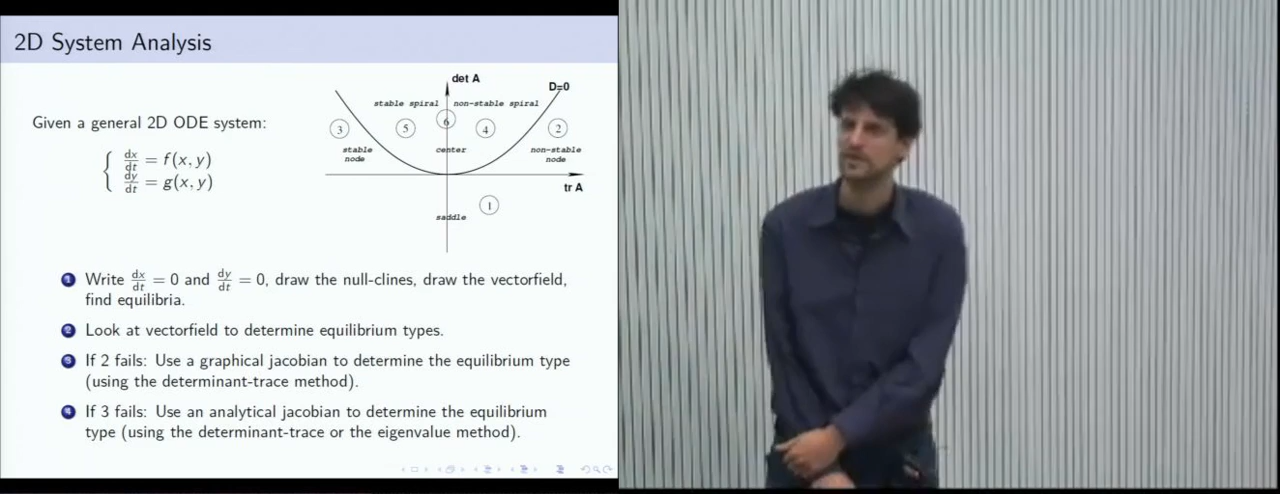 2D System Analysis
Given a general 2D ODE system:
dx/dt = f(x, y)
dy/dt = g(x, y)
det A
D=0
stable spiral
non-stable spiral
3
5
6
4
2
stable node
center
non-stable node
tr A
1
saddle
1 Write dx/dt = 0 and dy/dt = 0, draw the null-clines, draw the vectorfield,
find equilibria.
2 Look at vectorfield to determine equilibrium types.
3 If 2 fails: Use a graphical jacobian to determine the equilibrium type
(using the determinant-trace method).
4 If 3 fails: Use an analytical jacobian to determine the equilibrium
type (using the determinant-trace or the eigenvalue method).